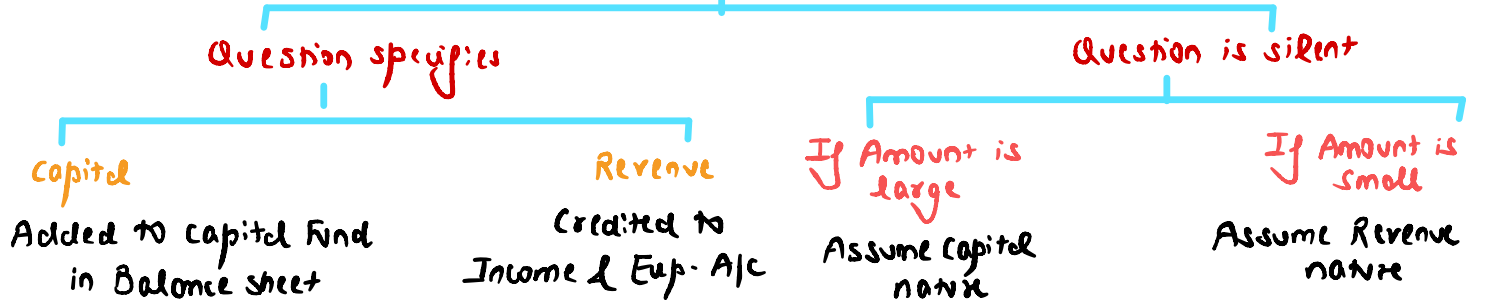 Question specifies
Question is silent
Capital
Revenue
If Amount is
large
If Amount is
small
Added to capital Fund
in Balance sheet
Credited to
Income & Exp. A/c
Assume Capital
nature
Assume Revenue
nature